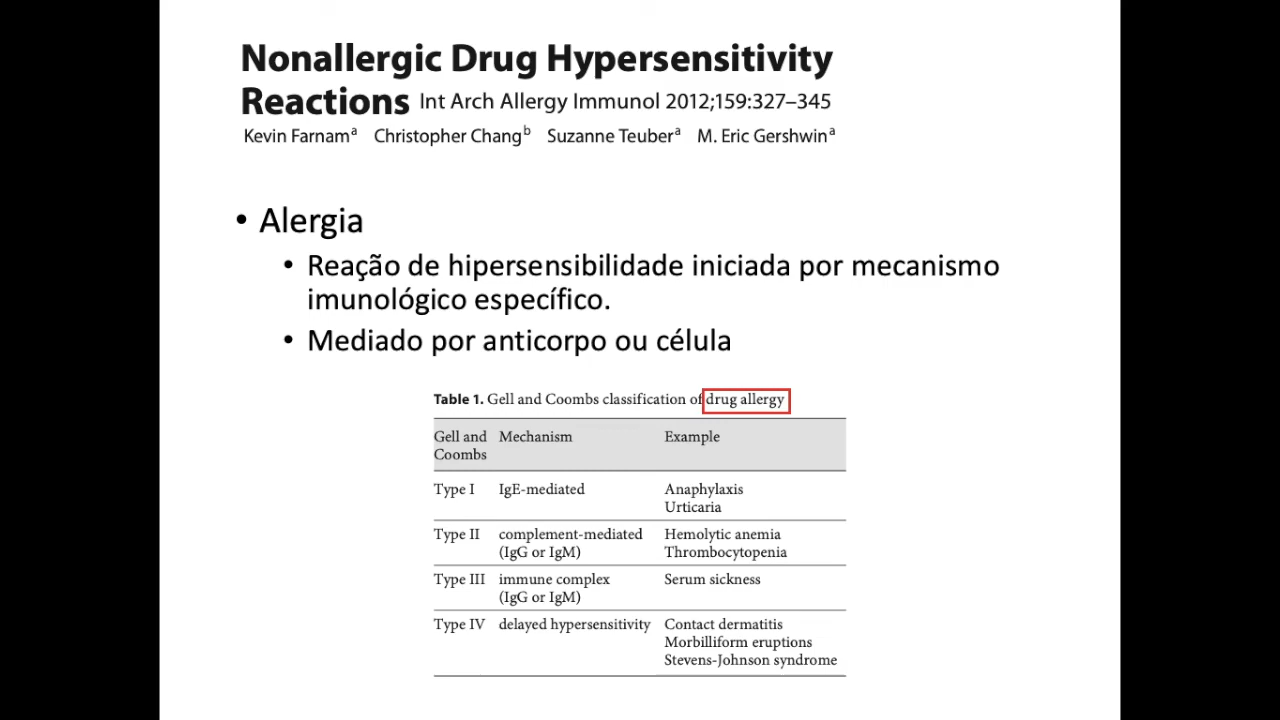 Nonallergic Drug Hypersensitivity
Reactions Int Arch Allergy Immunol 2012;159:327–345
Kevin Farnamᵃ Christopher Changᵇ Suzanne Teuberᵃ M. Eric Gershwinᵃ
• Alergia
• Reação de hipersensibilidade iniciada por mecanismo
imunológico específico.
• Mediado por anticorpo ou célula
Table 1. Gell and Coombs classification of drug allergy
Gell and Mechanism Example
Coombs
Type I IgE-mediated Anaphylaxis
Urticaria
Type II complement-mediated Hemolytic anemia
(IgG or IgM) Thrombocytopenia
Type III immune complex Serum sickness
(IgG or IgM)
Type IV delayed hypersensitivity Contact dermatitis
Morbilliform eruptions
Stevens-Johnson syndrome